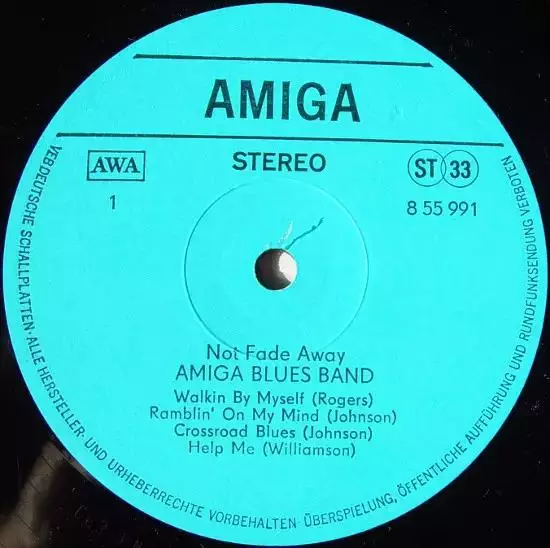 AMIGA
AWA
STEREO
ST 33
1
8 55 991
Not Fade Away
AMIGA BLUES BAND
Walkin By Myself (Rogers)
Ramblin' On My Mind (Johnson)
Crossroad Blues (Johnson)
Help Me (Williamson)
VEB DEUTSCHE SCHALLPLATTEN · ALLE HERSTELLER- UND URHEBERRECHTE VORBEHALTEN · ÜBERSPIELUNG, ÖFFENTLICHE AUFFÜHRUNG UND RUNDFUNKSENDUNG VERBOTEN